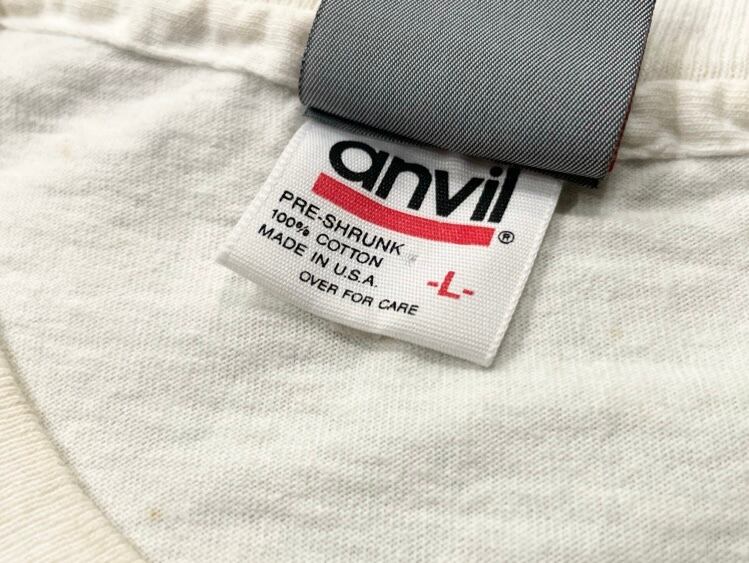 anvil®
PRE-SHRUNK
100% COTTON
MADE IN U.S.A.
-L-
OVER FOR CARE